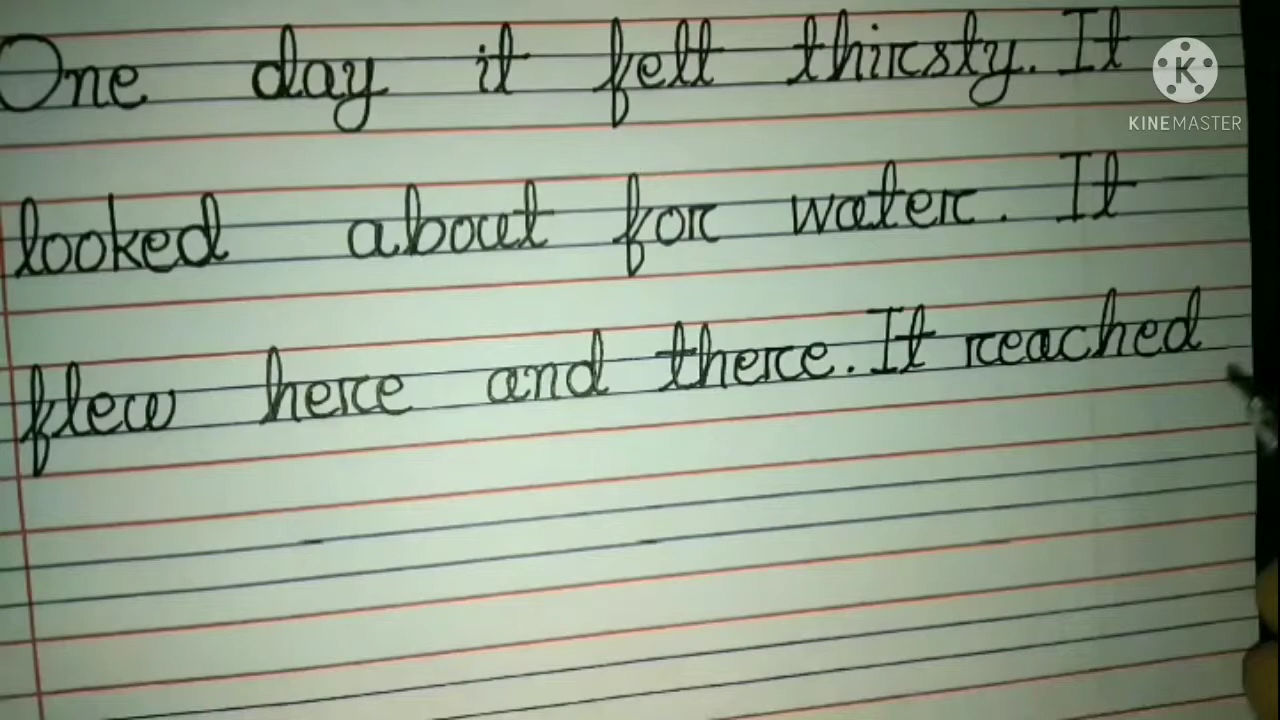 One day it felt thirsty. It
KINEMASTER
looked about for water. It
flew here and there. It reached